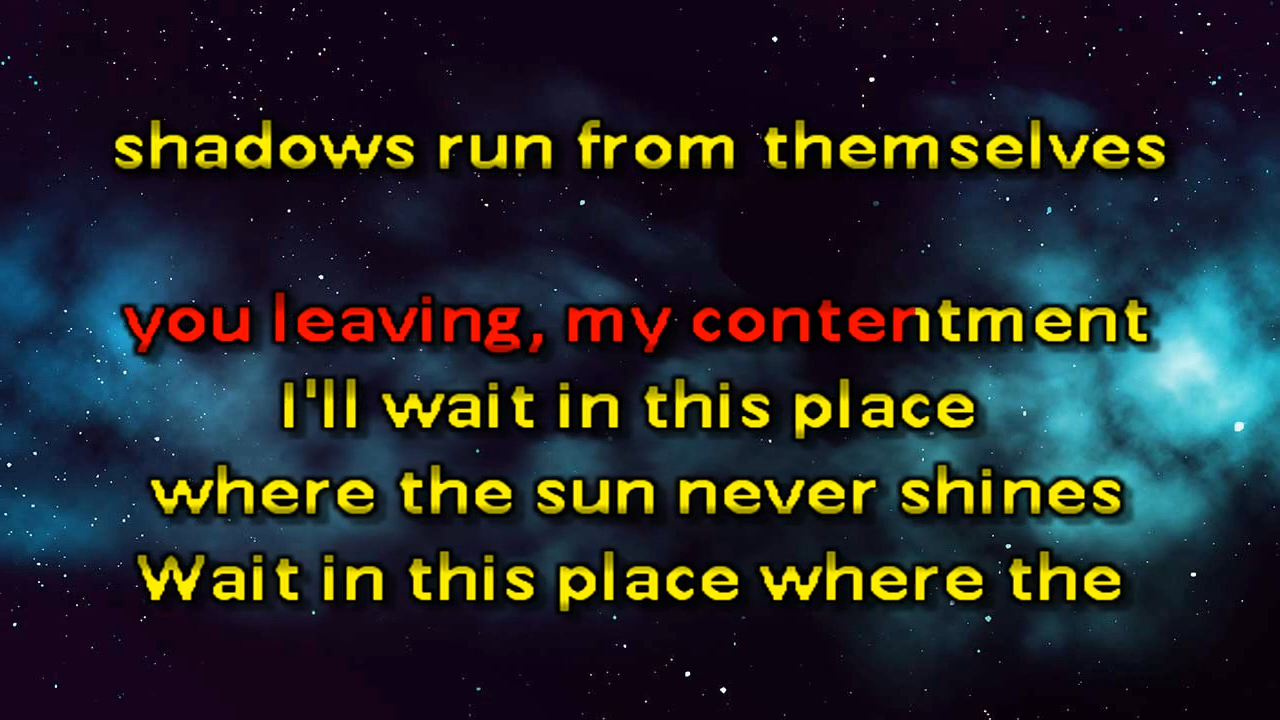 shadows run from themselves
you leaving, my contentment
I'll wait in this place
where the sun never shines
Wait in this place where the